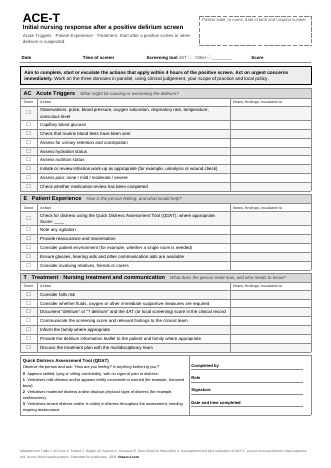 ACE-T
Initial nursing response after a positive delirium screen
Acute Triggers · Patient Experience · Treatment. Start after a positive screen or when
delirium is suspected.
Patient label, or name, date of birth and hospital number
Date Time of screen Screening tool 4AT ☐ Other ☐ ______ Score
Aim to complete, start or escalate the actions that apply within 4 hours of the positive screen. Act on urgent concerns
immediately. Work on the three domains in parallel, using clinical judgement, your scope of practice and local policy.
AC Acute Triggers What might be causing or worsening the delirium?
Done Action Notes, findings, escalated to
☐ Observations: pulse, blood pressure, oxygen saturation, respiratory rate, temperature,
conscious level
☐ Capillary blood glucose
☐ Check that routine blood tests have been sent
☐ Assess for urinary retention and constipation
☐ Assess hydration status
☐ Assess nutrition status
☐ Initiate or review infection work-up as appropriate (for example, urinalysis or wound check)
☐ Assess pain: none / mild / moderate / severe
☐ Check whether medication review has been completed
E Patient Experience How is the person feeling, and what would help?
Done Action Notes, findings, escalated to
☐ Check for distress using the Quick Distress Assessment Tool (QDAT), where appropriate.
Score: ____
☐ Note any agitation
☐ Provide reassurance and reorientation
☐ Consider patient environment (for example, whether a single room is needed)
☐ Ensure glasses, hearing aids and other communication aids are available
☐ Consider involving relatives, friends or carers
T Treatment · Nursing treatment and communication What does the person need now, and who needs to know?
Done Action Notes, findings, escalated to
☐ Consider falls risk
☐ Consider whether fluids, oxygen or other immediate supportive measures are required
☐ Document "delirium" or "? delirium" and the 4AT (or local screening) score in the clinical record
☐ Communicate the screening score and relevant findings to the clinical team
☐ Inform the family where appropriate
☐ Provide the delirium information leaflet to the patient and family where appropriate
☐ Discuss the treatment plan with the multidisciplinary team
Quick Distress Assessment Tool (QDAT)
Observe the person and ask: "How are you feeling? Is anything bothering you?"
0 Appears settled, lying or sitting comfortably, with no signs of pain or distress.
1 Verbalises mild distress and/or appears mildly concerned or worried (for example, furrowed
brow).
2 Verbalises moderate distress and/or displays physical signs of distress (for example,
restlessness).
3 Verbalises severe distress and/or is visibly in distress throughout the assessment, needing
ongoing reassurance.
Completed by
Role
Signature
Date and time completed